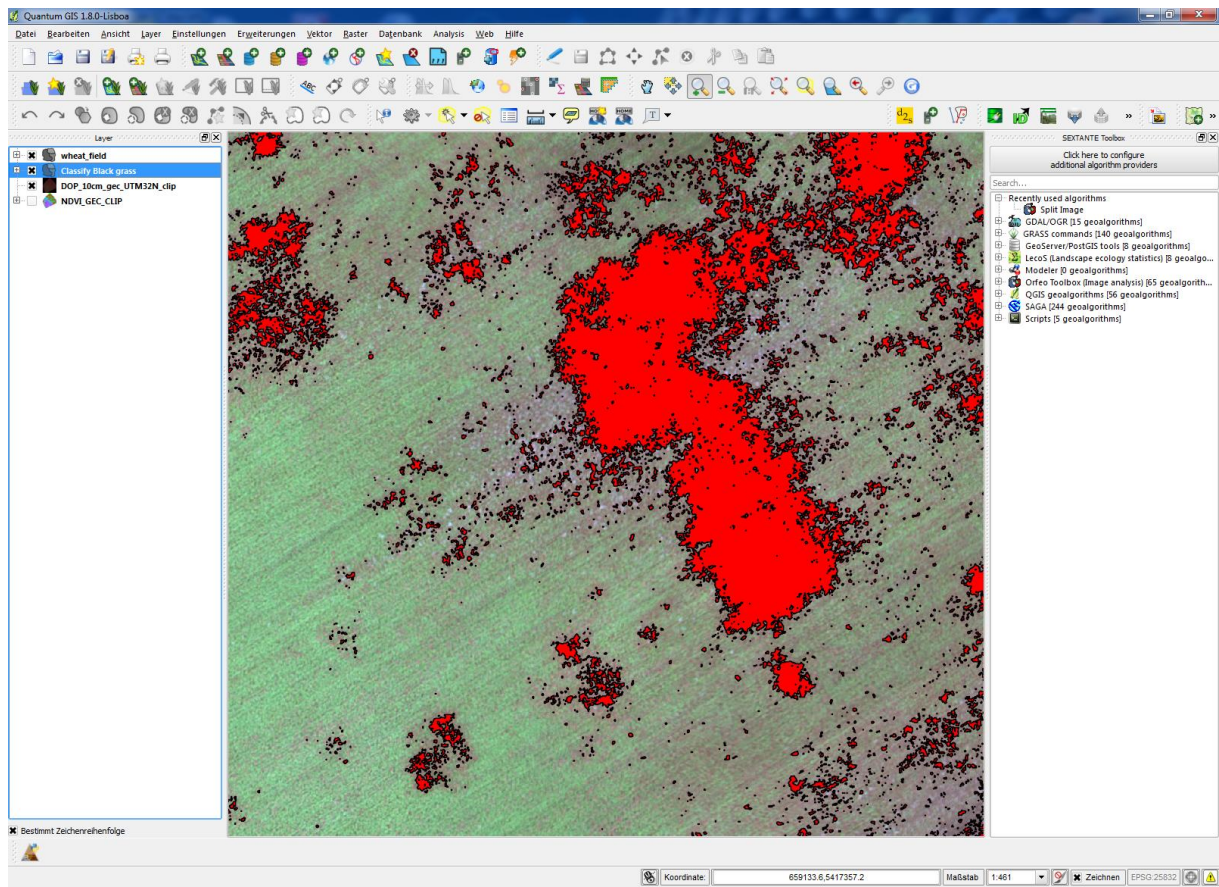 Quantum GIS 1.8.0-Lisboa
Datei Bearbeiten Ansicht Layer Einstellungen Erweiterungen Vektor Raster Datenbank Analysis Web Hilfe
Layer
wheat_field
Classify Black grass
DOP_10cm_gec_UTM32N_clip
NDVI_GEC_CLIP
Bestimmt Zeichenreihenfolge
SEXTANTE Toolbox
Click here to configure
additional algorithm providers
Search...
Recently used algorithms
Split Image
GDAL/OGR [15 geoalgorithms]
GRASS commands [140 geoalgorithms]
GeoServer/PostGIS tools [8 geoalgorithms]
LecoS (Landscape ecology statistics) [8 geoalgo...
Modeler [0 geoalgorithms]
Orfeo Toolbox (Image analysis) [65 geoalgorith...
QGIS geoalgorithms [56 geoalgorithms]
SAGA [244 geoalgorithms]
Scripts [5 geoalgorithms]
Koordinate: 659133.6,5417357.2 Maßstab 1:461 Zeichnen EPSG:25832